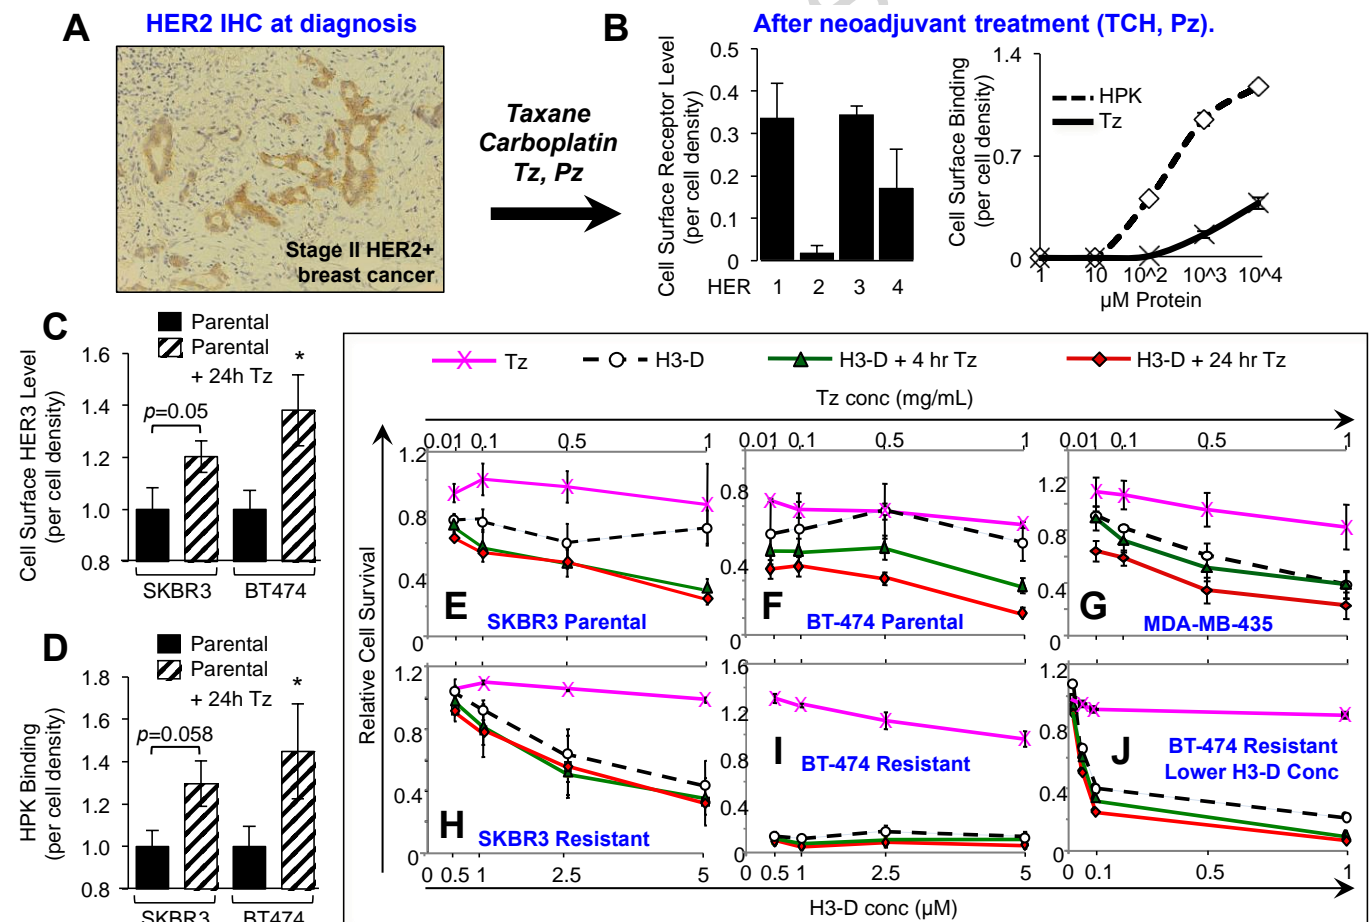 A
HER2 IHC at diagnosis
Stage II HER2+
breast cancer
Taxane
Carboplatin
Tz, Pz
B
After neoadjuvant treatment (TCH, Pz).
Cell Surface Receptor Level
(per cell density)
0.5
0.4
0.3
0.2
0.1
0
HER 1 2 3 4
Cell Surface Binding
(per cell density)
1.4
0.7
0
HPK
Tz
1 10 10^2 10^3 10^4
µM Protein
C
Parental
Parental
+ 24h Tz
Cell Surface HER3 Level
(per cell density)
1.6
1.4
1.2
1.0
0.8
p=0.05
*
SKBR3 BT474
D
Parental
Parental
+ 24h Tz
HPK Binding
(per cell density)
1.8
1.6
1.4
1.2
1.0
0.8
p=0.058
*
SKBR3 BT474
Tz H3-D H3-D + 4 hr Tz H3-D + 24 hr Tz
Tz conc (mg/mL)
0.01 0.1 0.5 1
0.01 0.1 0.5 1
0.01 0.1 0.5 1
Relative Cell Survival
1.2
0.8
0.4
0
E
SKBR3 Parental
0.8
0.4
0
F
BT-474 Parental
1.2
0.8
0.4
0
G
MDA-MB-435
1.2
0.8
0.4
0
H
SKBR3 Resistant
1.6
1.2
0.8
0.4
0
I
BT-474 Resistant
1.2
0.8
0.4
0
J
BT-474 Resistant
Lower H3-D Conc
0 0.5 1 2.5 5
0.5 1 2.5 5
0 0.1 0.5 1
H3-D conc (µM)